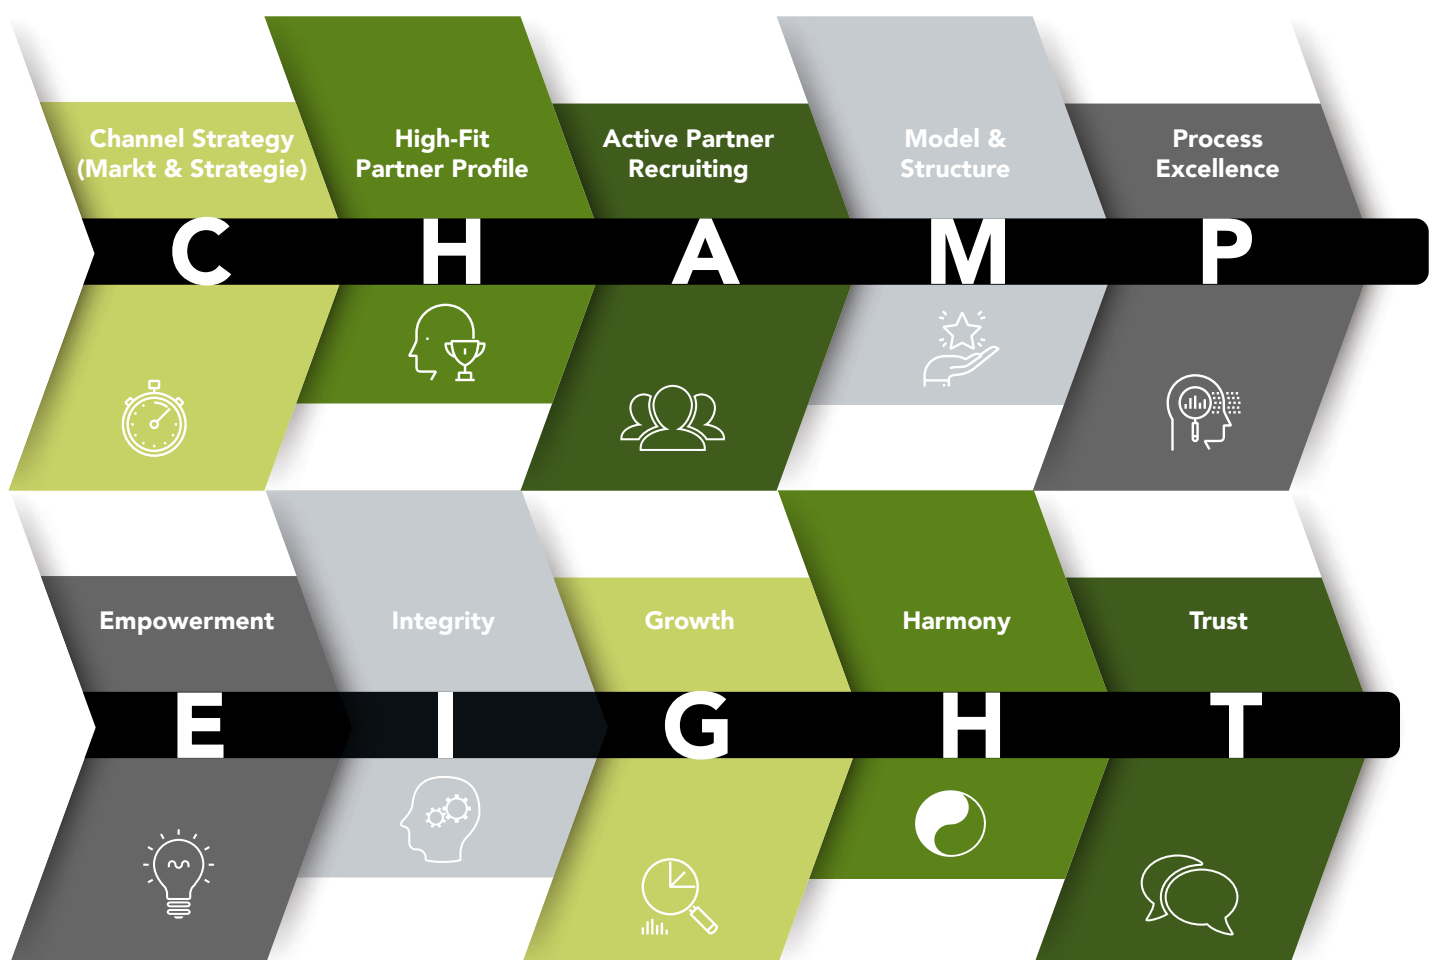 Channel Strategy
(Markt & Strategie)
High-Fit
Partner Profile
Active Partner
Recruiting
Model &
Structure
Process
Excellence
C H A M P
Empowerment
Integrity
Growth
Harmony
Trust
E I G H T